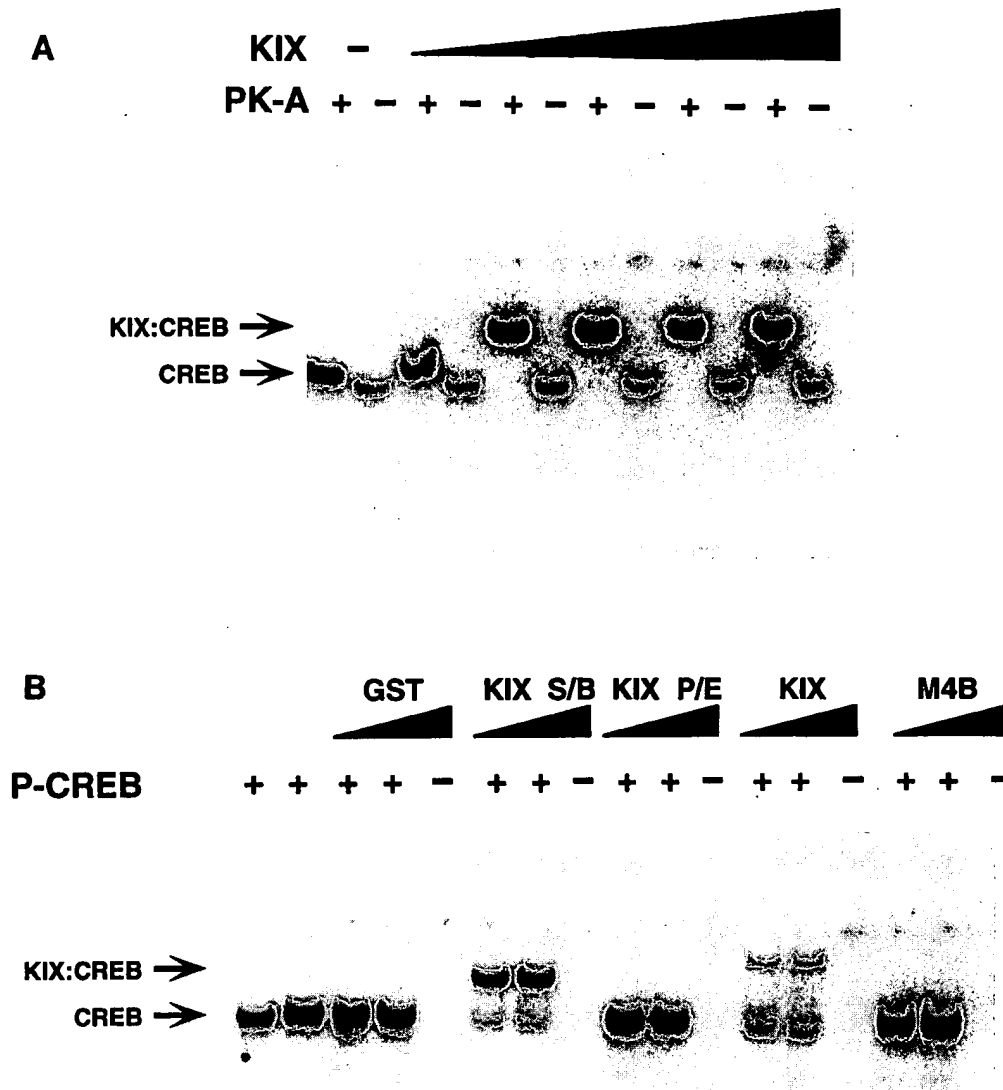 A
KIX –
PK-A + – + – + – + – + – + –
KIX:CREB
CREB
B
GST KIX S/B KIX P/E KIX M4B
P-CREB + + + + – + + – + + – + + – + + –
KIX:CREB
CREB